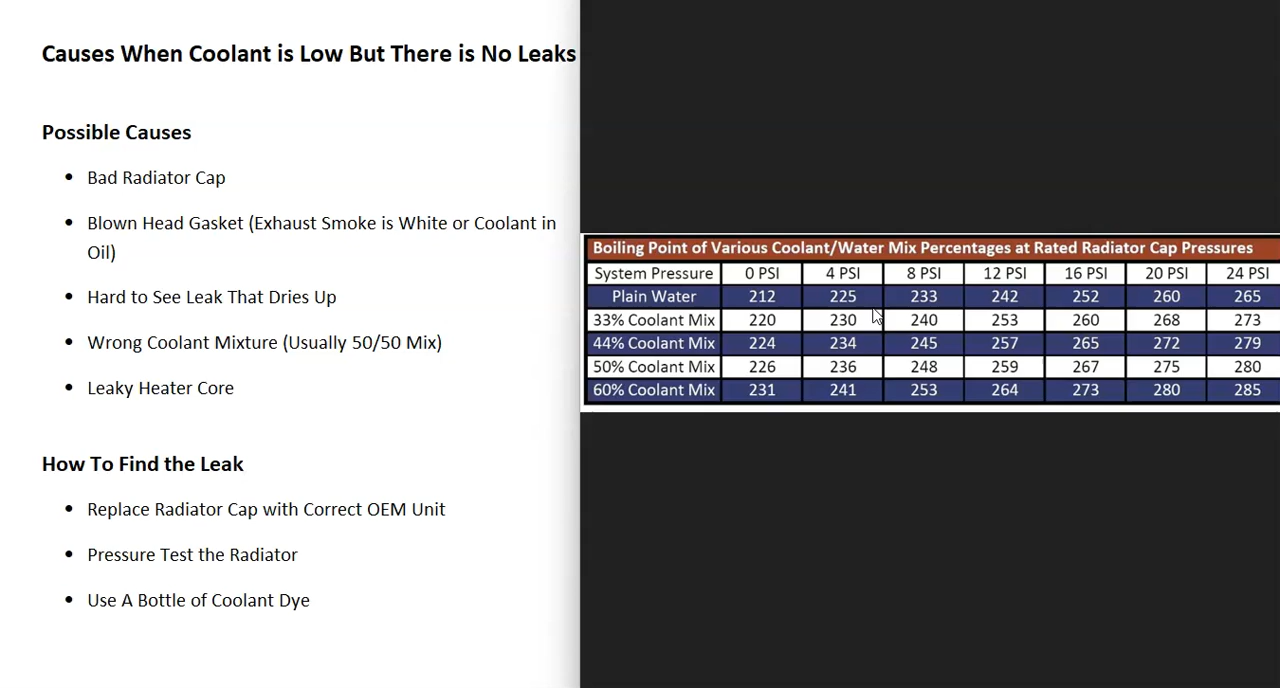 Causes When Coolant is Low But There is No Leaks
Possible Causes
• Bad Radiator Cap
• Blown Head Gasket (Exhaust Smoke is White or Coolant in
Oil)
• Hard to See Leak That Dries Up
• Wrong Coolant Mixture (Usually 50/50 Mix)
• Leaky Heater Core
How To Find the Leak
• Replace Radiator Cap with Correct OEM Unit
• Pressure Test the Radiator
• Use A Bottle of Coolant Dye
Boiling Point of Various Coolant/Water Mix Percentages at Rated Radiator Cap Pressures
System Pressure 0 PSI 4 PSI 8 PSI 12 PSI 16 PSI 20 PSI 24 PSI
Plain Water 212 225 233 242 252 260 265
33% Coolant Mix 220 230 240 253 260 268 273
44% Coolant Mix 224 234 245 257 265 272 279
50% Coolant Mix 226 236 248 259 267 275 280
60% Coolant Mix 231 241 253 264 273 280 285